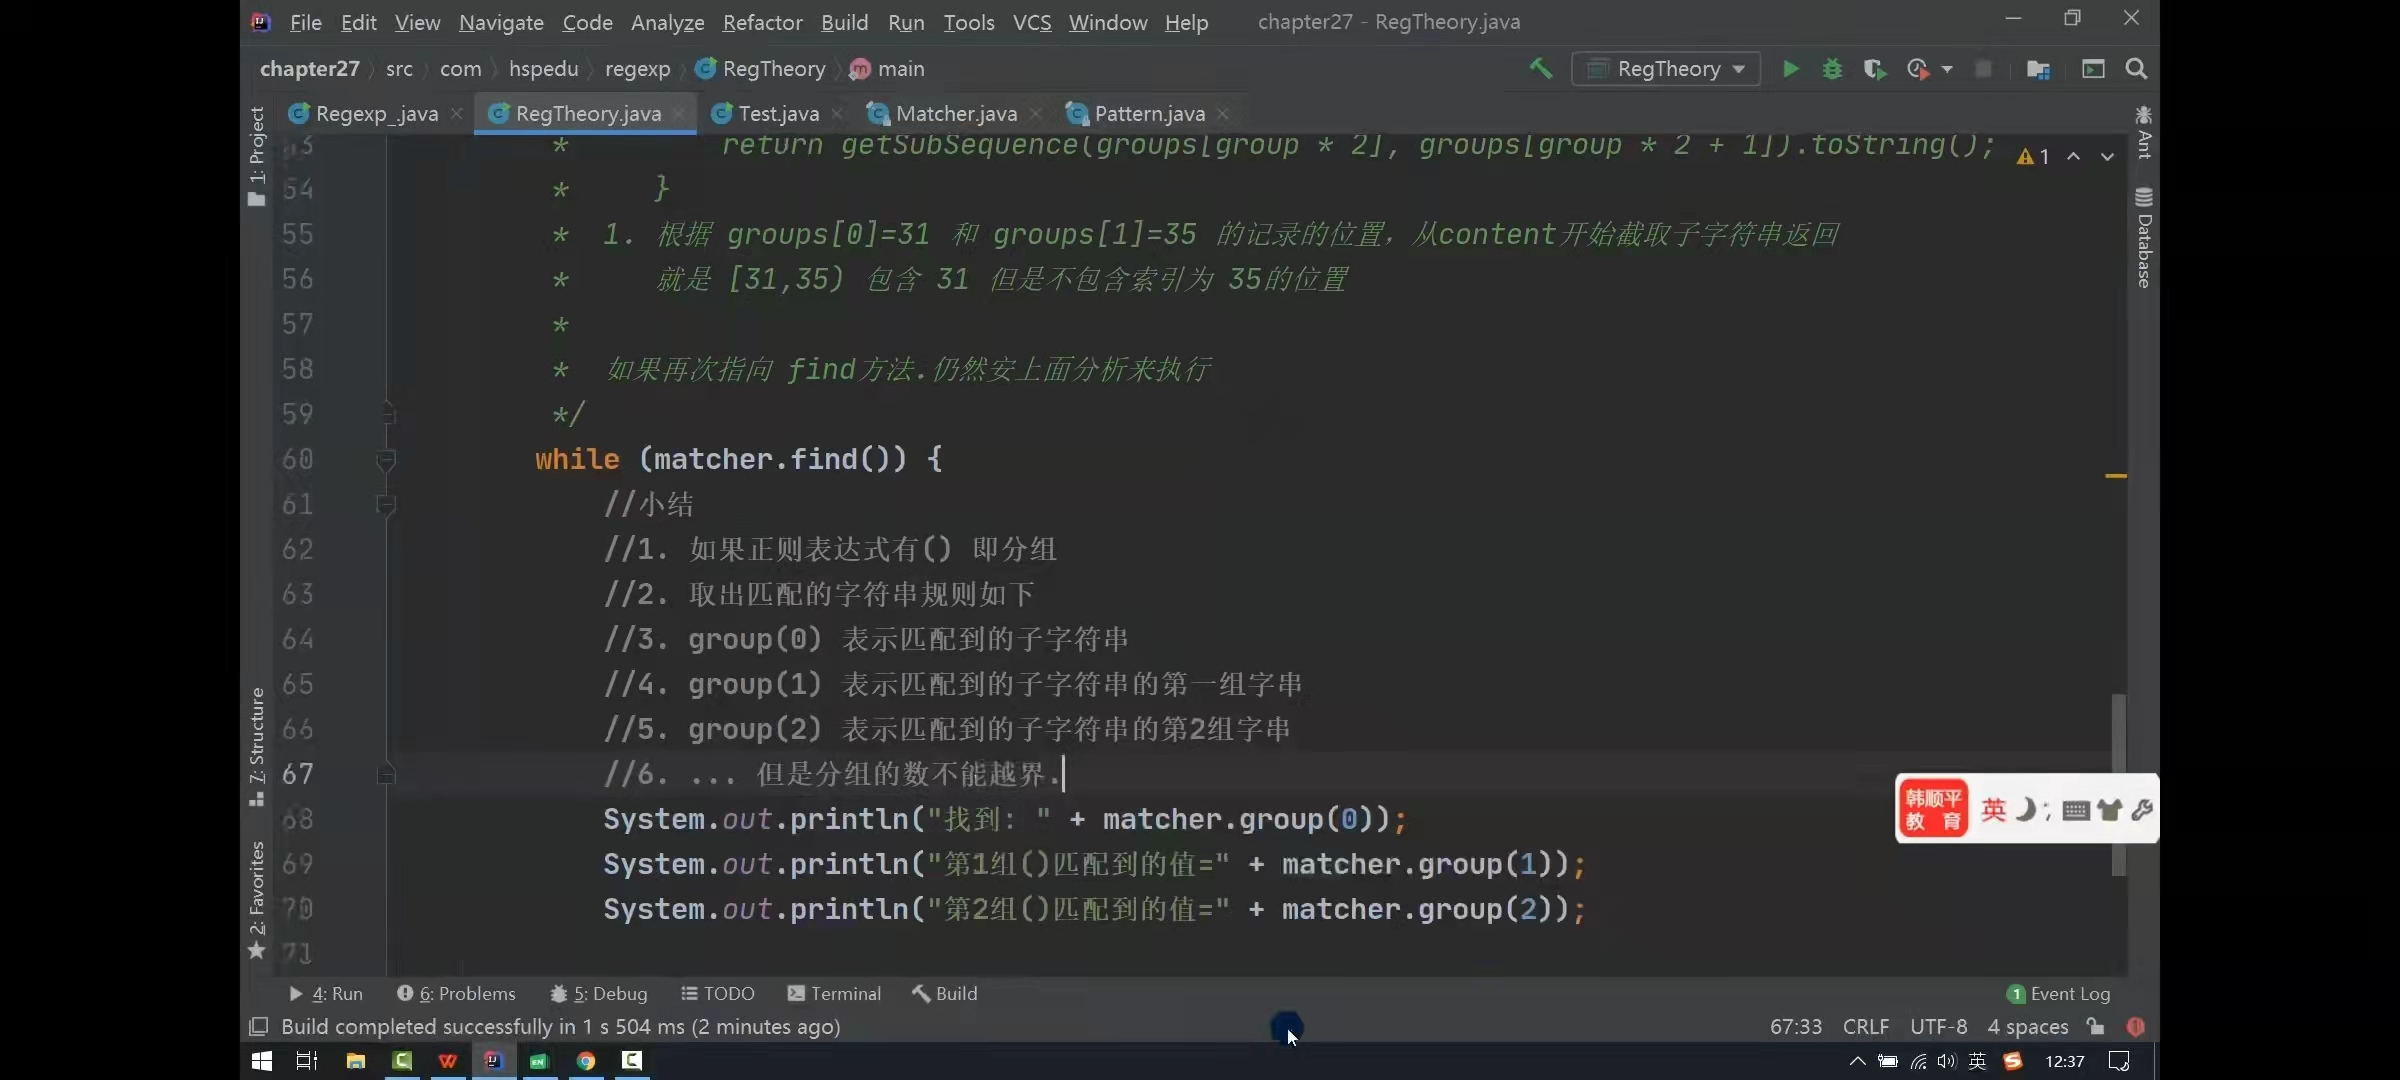 File Edit View Navigate Code Analyze Refactor Build Run Tools VCS Window Help chapter27 - RegTheory.java
chapter27 src com hspedu regexp RegTheory main RegTheory
Regexp_.java RegTheory.java Test.java Matcher.java Pattern.java
1: Project
7: Structure
2: Favorites
Ant
Database
1
53 * return getSubSequence(groups[group * 2], groups[group * 2 + 1]).toString();
54 * }
55 * 1. 根据 groups[0]=31 和 groups[1]=35 的记录的位置，从content开始截取子字符串返回
56 * 就是 [31,35) 包含 31 但是不包含索引为 35的位置
57 *
58 * 如果再次指向 find方法.仍然安上面分析来执行
59 */
60 while (matcher.find()) {
61 //小结
62 //1. 如果正则表达式有() 即分组
63 //2. 取出匹配的字符串规则如下
64 //3. group(0) 表示匹配到的子字符串
65 //4. group(1) 表示匹配到的子字符串的第一组字串
66 //5. group(2) 表示匹配到的子字符串的第2组字串
67 //6. ... 但是分组的数不能越界.
68 System.out.println("找到: " + matcher.group(0));
69 System.out.println("第1组()匹配到的值=" + matcher.group(1));
70 System.out.println("第2组()匹配到的值=" + matcher.group(2));
71
韩顺平
教 育
英
4: Run 6: Problems 5: Debug TODO Terminal Build 1 Event Log
Build completed successfully in 1 s 504 ms (2 minutes ago) 67:33 CRLF UTF-8 4 spaces
英 12:37